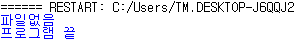 ====== RESTART: C:/Users/TM.DESKTOP-J6QQJ2
파일없음
프로그램 끝